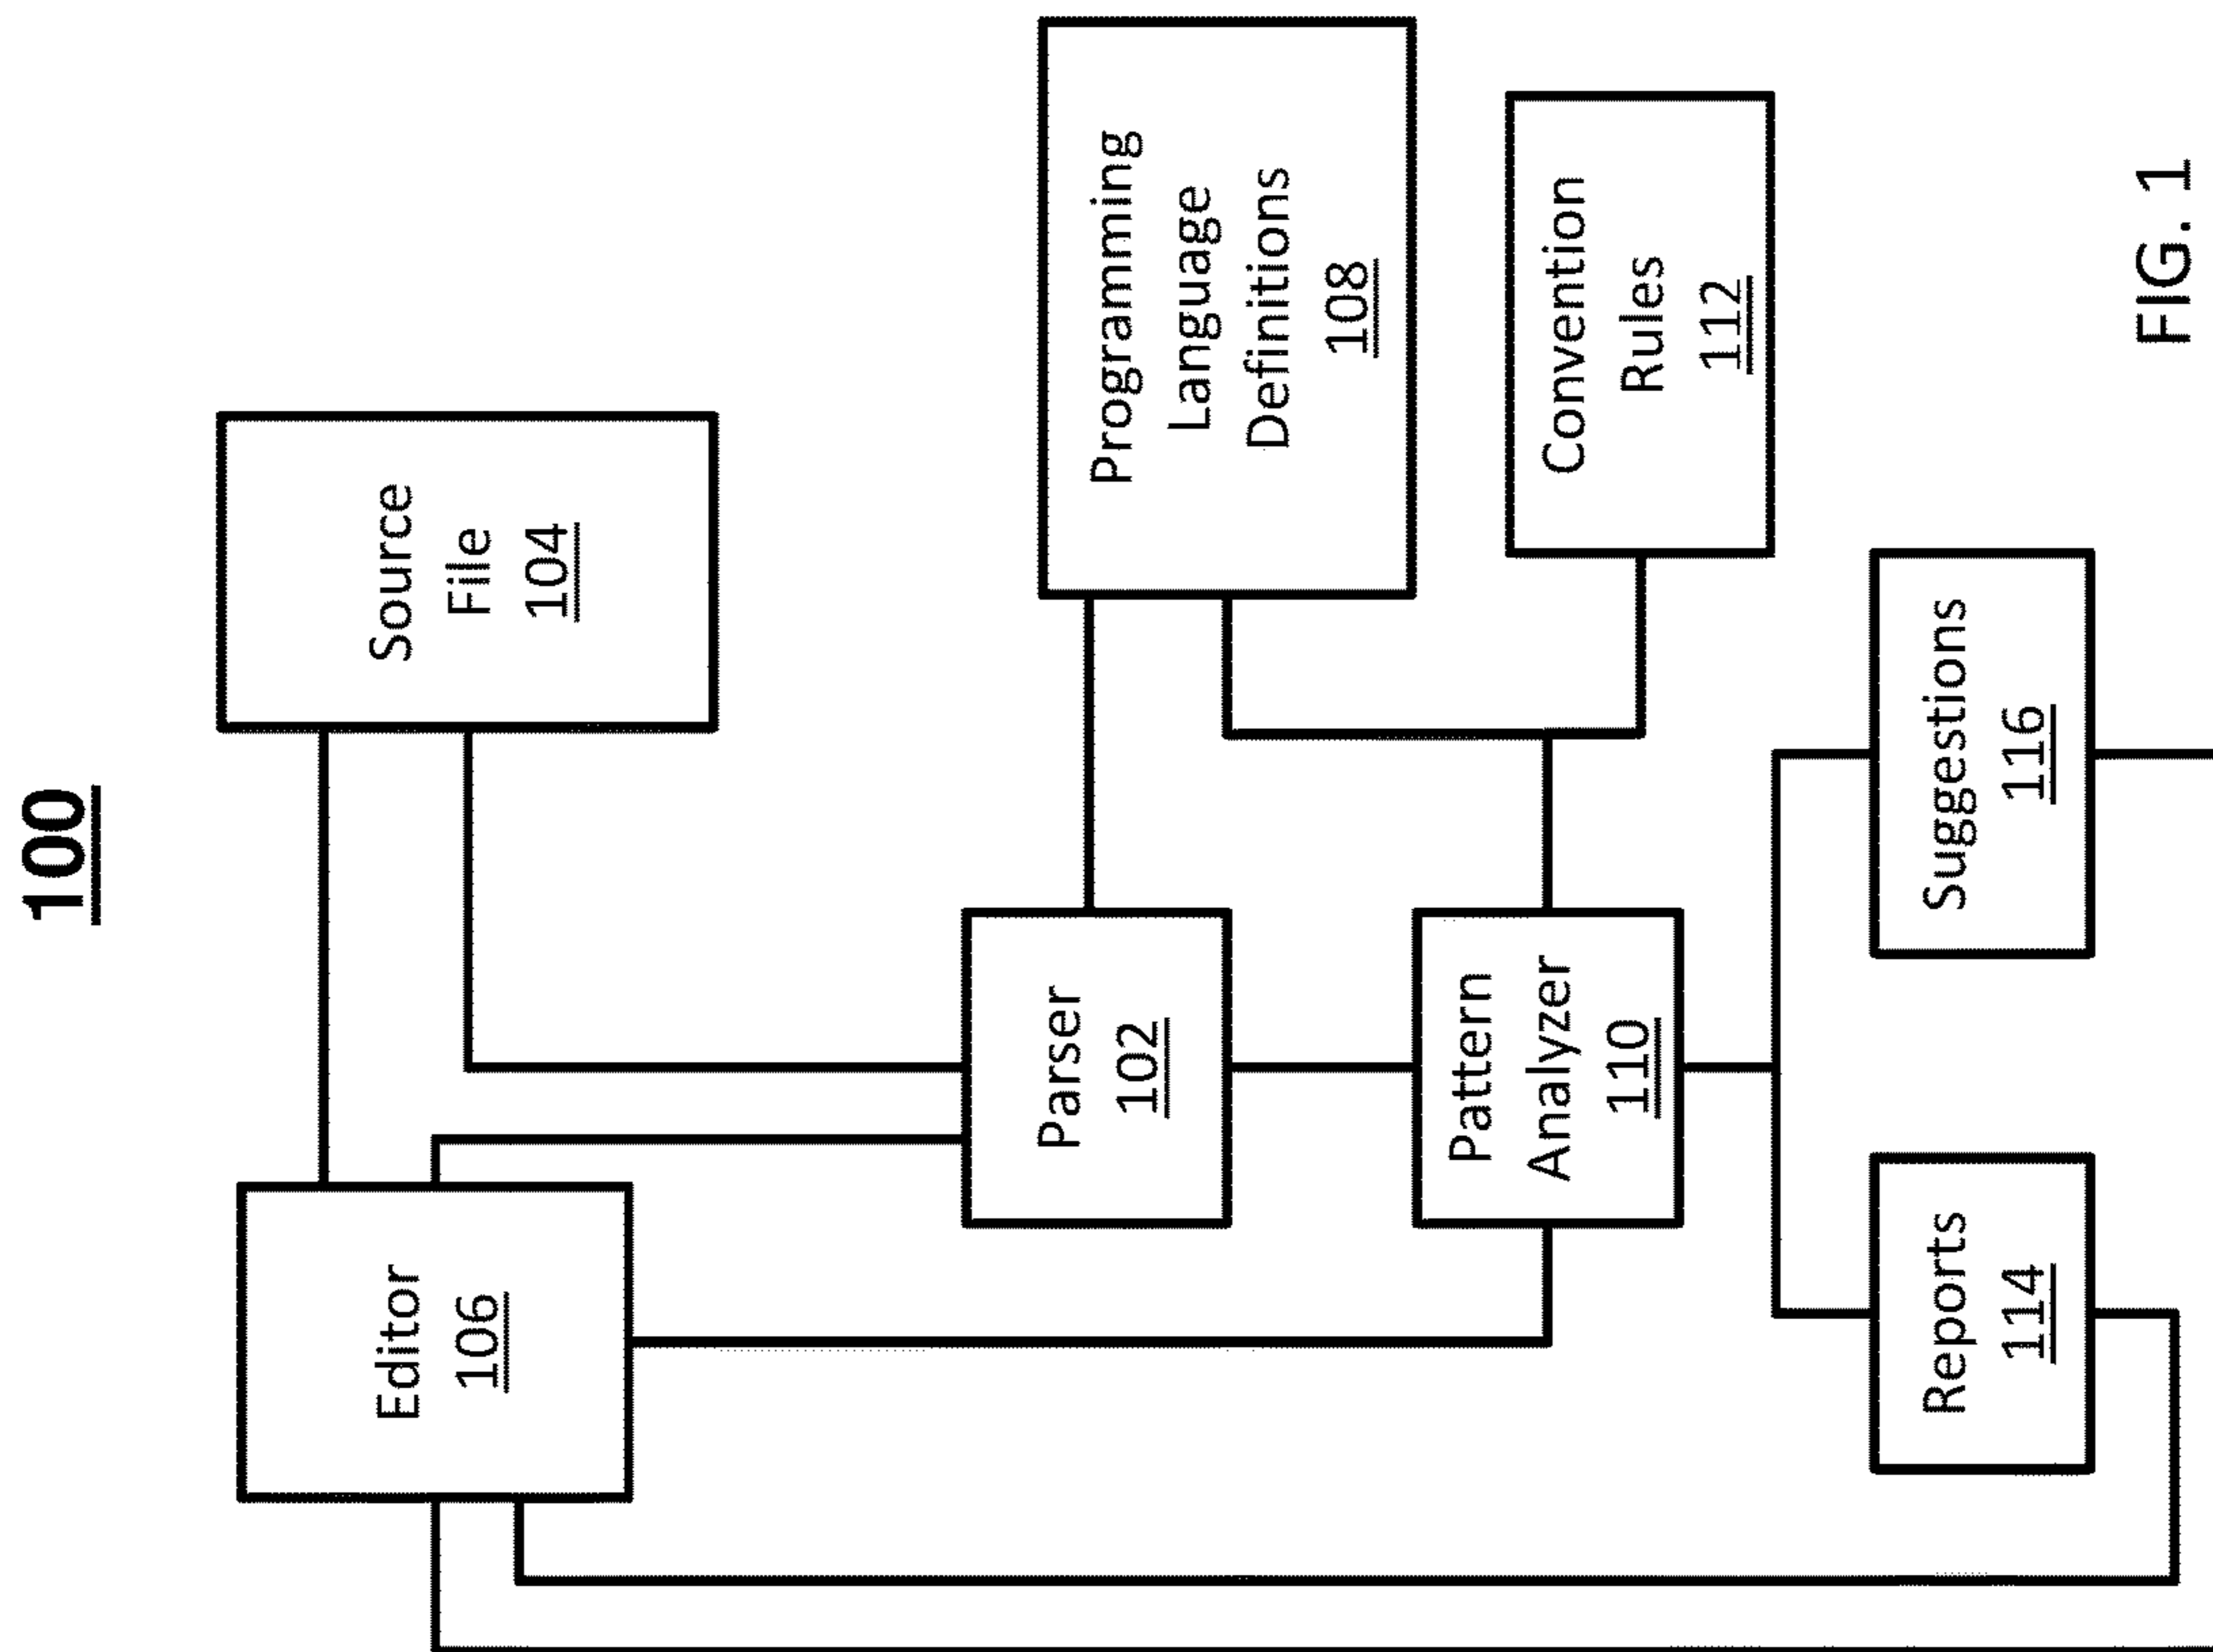 100
Source
File
104
Editor
106
Programming
Language
Definitions
108
Parser
102
Convention
Rules
112
Pattern
Analyzer
110
Suggestions
116
Reports
114
FIG. 1